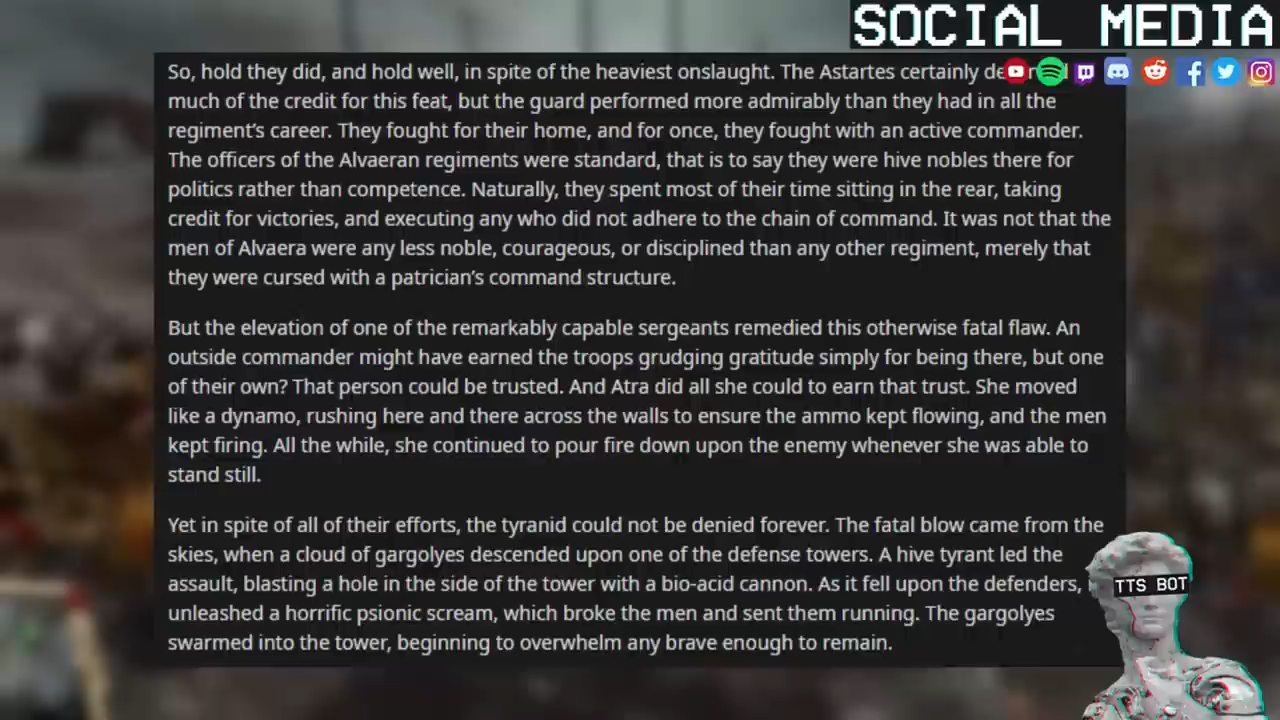 SOCIAL MEDIA
So, hold they did, and hold well, in spite of the heaviest onslaught. The Astartes certainly
much of the credit for this feat, but the guard performed more admirably than they had in all the
regiment’s career. They fought for their home, and for once, they fought with an active commander.
The officers of the Alvaeran regiments were standard, that is to say they were hive nobles there for
politics rather than competence. Naturally, they spent most of their time sitting in the rear, taking
credit for victories, and executing any who did not adhere to the chain of command. It was not that the
men of Alvaera were any less noble, courageous, or disciplined than any other regiment, merely that
they were cursed with a patrician’s command structure.
But the elevation of one of the remarkably capable sergeants remedied this otherwise fatal flaw. An
outside commander might have earned the troops grudging gratitude simply for being there, but one
of their own? That person could be trusted. And Atra did all she could to earn that trust. She moved
like a dynamo, rushing here and there across the walls to ensure the ammo kept flowing, and the men
kept firing. All the while, she continued to pour fire down upon the enemy whenever she was able to
stand still.
Yet in spite of all of their efforts, the tyranid could not be denied forever. The fatal blow came from the
skies, when a cloud of gargolyes descended upon one of the defense towers. A hive tyrant led the
assault, blasting a hole in the side of the tower with a bio-acid cannon. As it fell upon the defenders,
unleashed a horrific psionic scream, which broke the men and sent them running. The gargolyes
swarmed into the tower, beginning to overwhelm any brave enough to remain.
TTS BOT